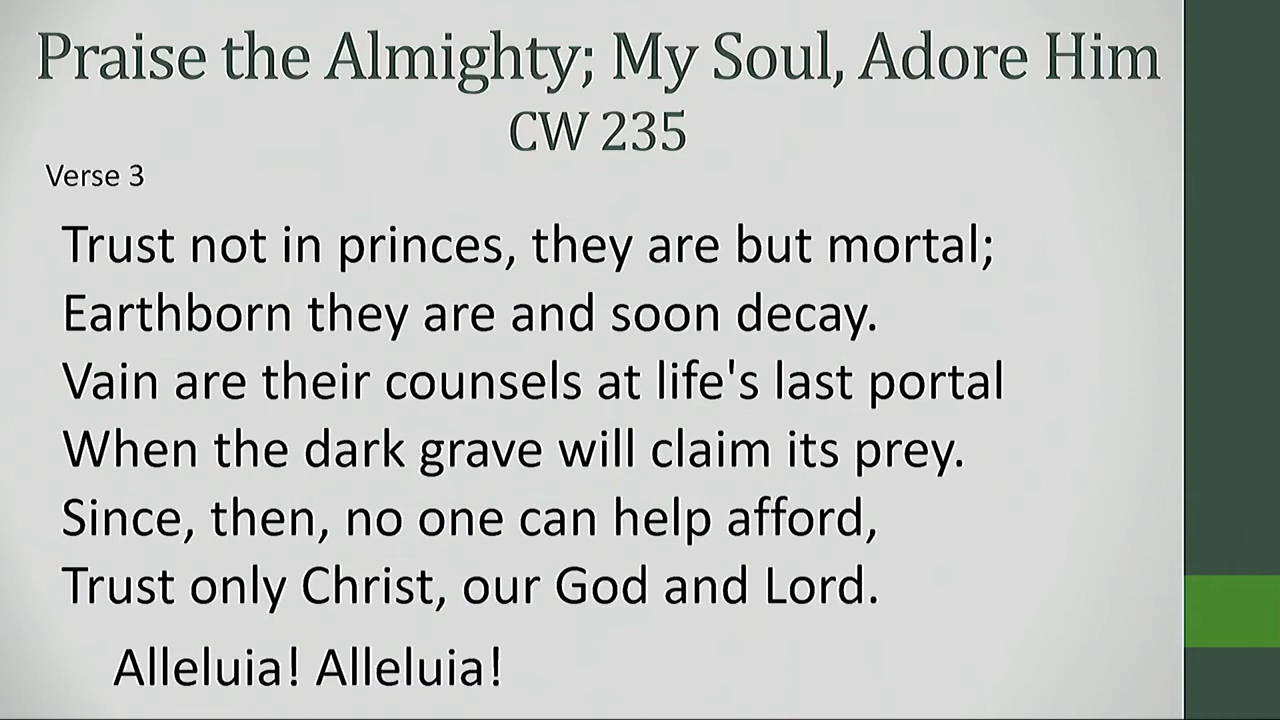 Praise the Almighty; My Soul, Adore Him
CW 235
Verse 3
Trust not in princes, they are but mortal;
Earthborn they are and soon decay.
Vain are their counsels at life's last portal
When the dark grave will claim its prey.
Since, then, no one can help afford,
Trust only Christ, our God and Lord.
Alleluia! Alleluia!